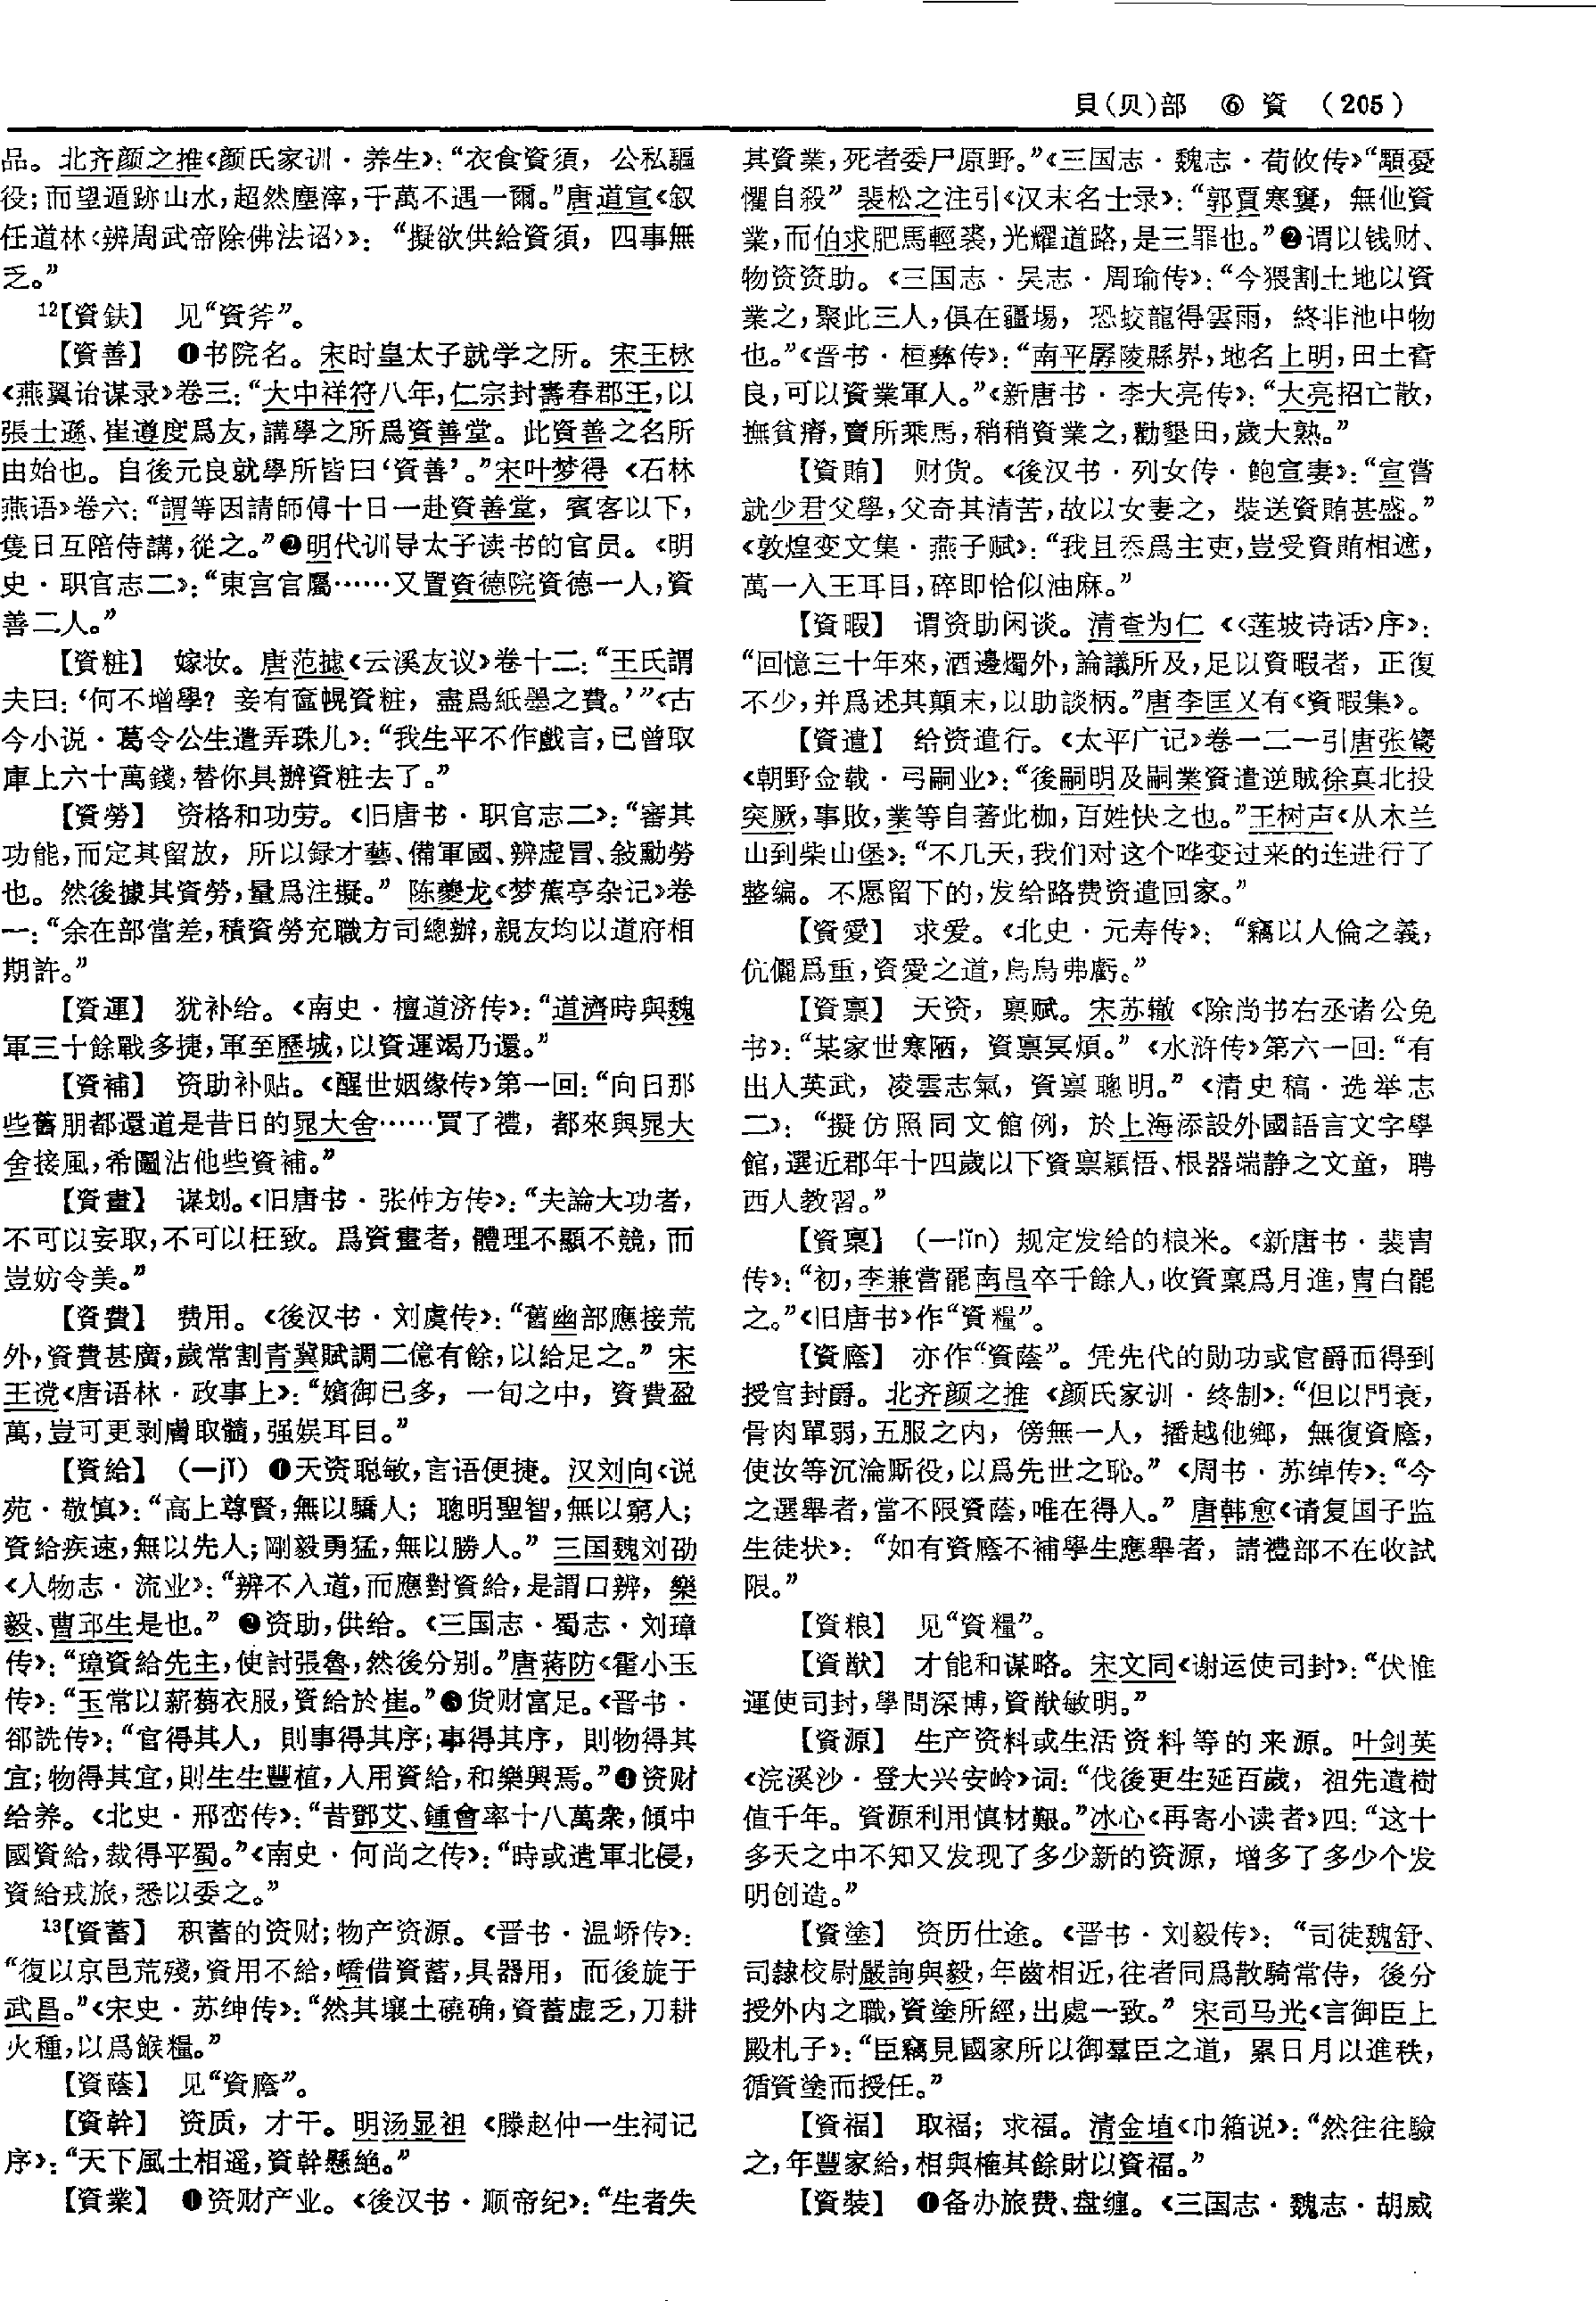 貝(贝)部 ⑥ 資 (205)
品。北齐颜之推《颜氏家训·养生》：“衣食資須，公私驅
役；而望遁跡山水，超然塵滓，千萬不遇一爾。”唐道宣《叙
任道林〈辨周武帝除佛法诏〉》：“擬欲供給資須，四事無
乏。”
12【資鈇】 见“資斧”。
【資善】 ❶书院名。宋时皇太子就学之所。宋王栐
《燕翼诒谋录》卷三：“大中祥符八年，仁宗封壽春郡王，以
張士遜、崔遵度爲友，講學之所爲資善堂。此資善之名所
由始也。自後元良就學所皆曰‘資善’。”宋叶梦得《石林
燕语》卷六：“謂等因請師傅十日一赴資善堂，賓客以下，
隻日互陪侍講，從之。”❷明代训导太子读书的官员。《明
史·职官志二》：“東宫官屬……又置資德院資德一人，資
善二人。”
【資粧】 嫁妆。唐范摅《云溪友议》卷十二：“王氏謂
夫曰：‘何不增學？妾有奩幌資粧，盡爲紙墨之費。’”《古
今小说·葛令公生遣弄珠儿》：“我生平不作戲言，已曾取
庫上六十萬錢，替你具辦資粧去了。”
【資勞】 资格和功劳。《旧唐书·职官志二》：“審其
功能，而定其留放，所以録才藝、備軍國、辨虚冒、敍勳勞
也。然後據其資勞，量爲注擬。”陈夔龙《梦蕉亭杂记》卷
一：“余在部當差，積資勞充職方司總辦，親友均以道府相
期許。”
【資運】 犹补给。《南史·檀道济传》：“道濟時與魏
軍三十餘戰多捷，軍至歷城，以資運竭乃還。”
【資補】 资助补贴。《醒世姻缘传》第一回：“向日那
些舊朋都還道是昔日的晁大舍……買了禮，都來與晁大
舍接風，希圖沾他些資補。”
【資畫】 谋划。《旧唐书·张仲方传》：“夫論大功者，
不可以妄取，不可以枉致。爲資畫者，體理不顯不競，而
豈妨令美。”
【資費】 费用。《後汉书·刘虞传》：“舊幽部應接荒
外，資費甚廣，歲常割青冀賦調二億有餘，以給足之。”宋
王谠《唐语林·政事上》：“嬪御已多，一旬之中，資費盈
萬，豈可更剥膚取髓，强娱耳目。”
【資給】 （—jǐ）❶天资聪敏，言语便捷。汉刘向《说
苑·敬慎》：“高上尊賢，無以驕人；聰明聖智，無以窮人；
資給疾速，無以先人；剛毅勇猛，無以勝人。”三国魏刘劭
《人物志·流业》：“辨不入道，而應對資給，是謂口辨，樂
毅、曹邱生是也。”❷资助，供给。《三国志·蜀志·刘璋
传》：“璋資給先主，使討張魯，然後分别。”唐蒋防《霍小玉
传》：“玉常以薪蒭衣服，資給於崔。”❸货财富足。《晋书·
郤詵传》：“官得其人，則事得其序；事得其序，則物得其
宜；物得其宜，則生生豐植，人用資給，和樂興焉。”❹资财
给养。《北史·邢峦传》：“昔鄧艾、鍾會率十八萬衆，傾中
國資給，裁得平蜀。”《南史·何尚之传》：“時或遣軍北侵，
資給戎旅，悉以委之。”
13【資蓄】 积蓄的资财；物产资源。《晋书·温峤传》：
“復以京邑荒殘，資用不給，嶠借資蓄，具器用，而後旋于
武昌。”《宋史·苏绅传》：“然其壤土磽确，資蓄虚乏，刀耕
火種，以爲餱糧。”
【資蔭】 见“資廕”。
【資幹】 资质，才干。明汤显祖《滕赵仲一生祠记
序》：“天下風土相遥，資幹懸絶。”
【資業】 ❶资财产业。《後汉书·顺帝纪》：“生者失
其資業，死者委尸原野。”《三国志·魏志·荀攸传》“顒憂
懼自殺”裴松之注引《汉末名士录》：“郭賈寒窶，無他資
業，而伯求肥馬輕裘，光耀道路，是三罪也。”❷谓以钱财、
物资资助。《三国志·吴志·周瑜传》：“今猥割土地以資
業之，聚此三人，俱在疆埸，恐蛟龍得雲雨，終非池中物
也。”《晋书·桓彝传》：“南平孱陵縣界，地名上明，田土膏
良，可以資業軍人。”《新唐书·李大亮传》：“大亮招亡散，
撫貧瘠，賣所乘馬，稍稍資業之，勸墾田，歲大熟。”
【資賄】 财货。《後汉书·列女传·鲍宣妻》：“宣嘗
就少君父學，父奇其清苦，故以女妻之，裝送資賄甚盛。”
《敦煌变文集·燕子赋》：“我且忝爲主吏，豈受資賄相遮，
萬一入王耳目，碎即恰似油麻。”
【資暇】 谓资助闲谈。清查为仁《〈莲坡诗话〉序》：
“回憶三十年來，酒邊燭外，論議所及，足以資暇者，正復
不少，并爲述其顛末，以助談柄。”唐李匡乂有《資暇集》。
【資遣】 给资遣行。《太平广记》卷一二一引唐张鷟
《朝野佥载·弓嗣业》：“後嗣明及嗣業資遣逆賊徐真北投
突厥，事敗，業等自著此枷，百姓快之也。”王树声《从木兰
山到柴山堡》：“不几天，我们对这个哗变过来的连进行了
整编。不愿留下的，发给路费资遣回家。”
【資愛】 求爱。《北史·元寿传》：“竊以人倫之義，
伉儷爲重，資愛之道，烏鳥弗虧。”
【資禀】 天资，禀赋。宋苏辙《除尚书右丞诸公免
书》：“某家世寒陋，資禀冥煩。”《水浒传》第六一回：“有
出人英武，凌雲志氣，資禀聰明。”《清史稿·选举志
二》：“擬仿照同文館例，於上海添設外國語言文字學
館，選近郡年十四歲以下資禀穎悟、根器端静之文童，聘
西人教習。”
【資稟】 （—lǐn）规定发给的粮米。《新唐书·裴胄
传》：“初，李兼嘗罷南昌卒千餘人，收資稟爲月進，胄白罷
之。”《旧唐书》作“資糧”。
【資廕】 亦作“資蔭”。凭先代的勋功或官爵而得到
授官封爵。北齐颜之推《颜氏家训·终制》：“但以門衰，
骨肉單弱，五服之内，傍無一人，播越他鄉，無復資廕，
使汝等沉淪厮役，以爲先世之恥。”《周书·苏绰传》：“今
之選舉者，當不限資蔭，唯在得人。”唐韩愈《请复国子监
生徒状》：“如有資廕不補學生應舉者，請禮部不在收試
限。”
【資粮】 见“資糧”。
【資猷】 才能和谋略。宋文同《谢运使司封》：“伏惟
運使司封，學問深博，資猷敏明。”
【資源】 生产资料或生活资料等的来源。叶剑英
《浣溪沙·登大兴安岭》词：“伐後更生延百歲，祖先遺樹
值千年。資源利用慎材艱。”冰心《再寄小读者》四：“这十
多天之中不知又发现了多少新的资源，增多了多少个发
明创造。”
【資塗】 资历仕途。《晋书·刘毅传》：“司徒魏舒、
司隸校尉嚴詢與毅，年齒相近，往者同爲散騎常侍，後分
授外内之職，資塗所經，出處一致。”宋司马光《言御臣上
殿札子》：“臣竊見國家所以御羣臣之道，累日月以進秩，
循資塗而授任。”
【資福】 取福；求福。清金埴《巾箱说》：“然往往驗
之，年豐家給，相與榷其餘財以資福。”
【資裝】 ❶备办旅费、盘缠。《三国志·魏志·胡威